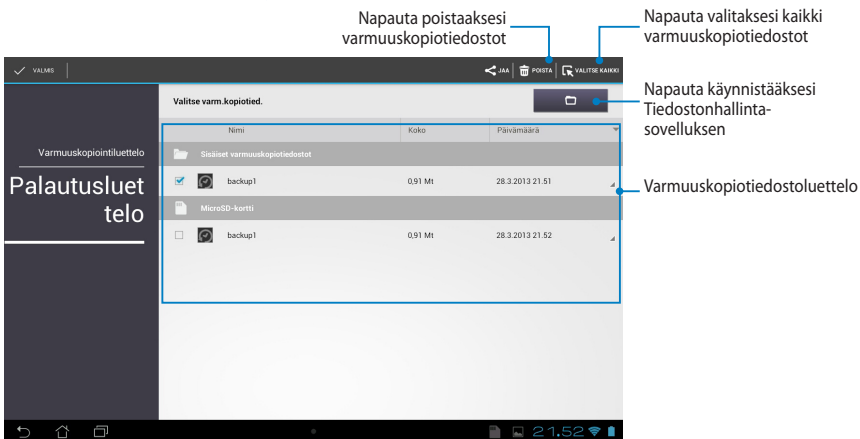 Napauta poistaaksesi
varmuuskopiotiedostot
Napauta valitaksesi kaikki
varmuuskopiotiedostot
VALMIS
JAA
POISTA
VALITSE KAIKKI
Valitse varm.kopiotied.
Napauta käynnistääksesi
Tiedostonhallinta-
sovelluksen
Nimi
Koko
Päivämäärä
Varmuuskopiointiluettelo
Sisäiset varmuuskopiotiedostot
Palautusluet
telo
backup1
0,91 Mt
28.3.2013 21.51
Varmuuskopiotiedostoluettelo
MicroSD-kortti
backup1
0,91 Mt
28.3.2013 21.52
21.52